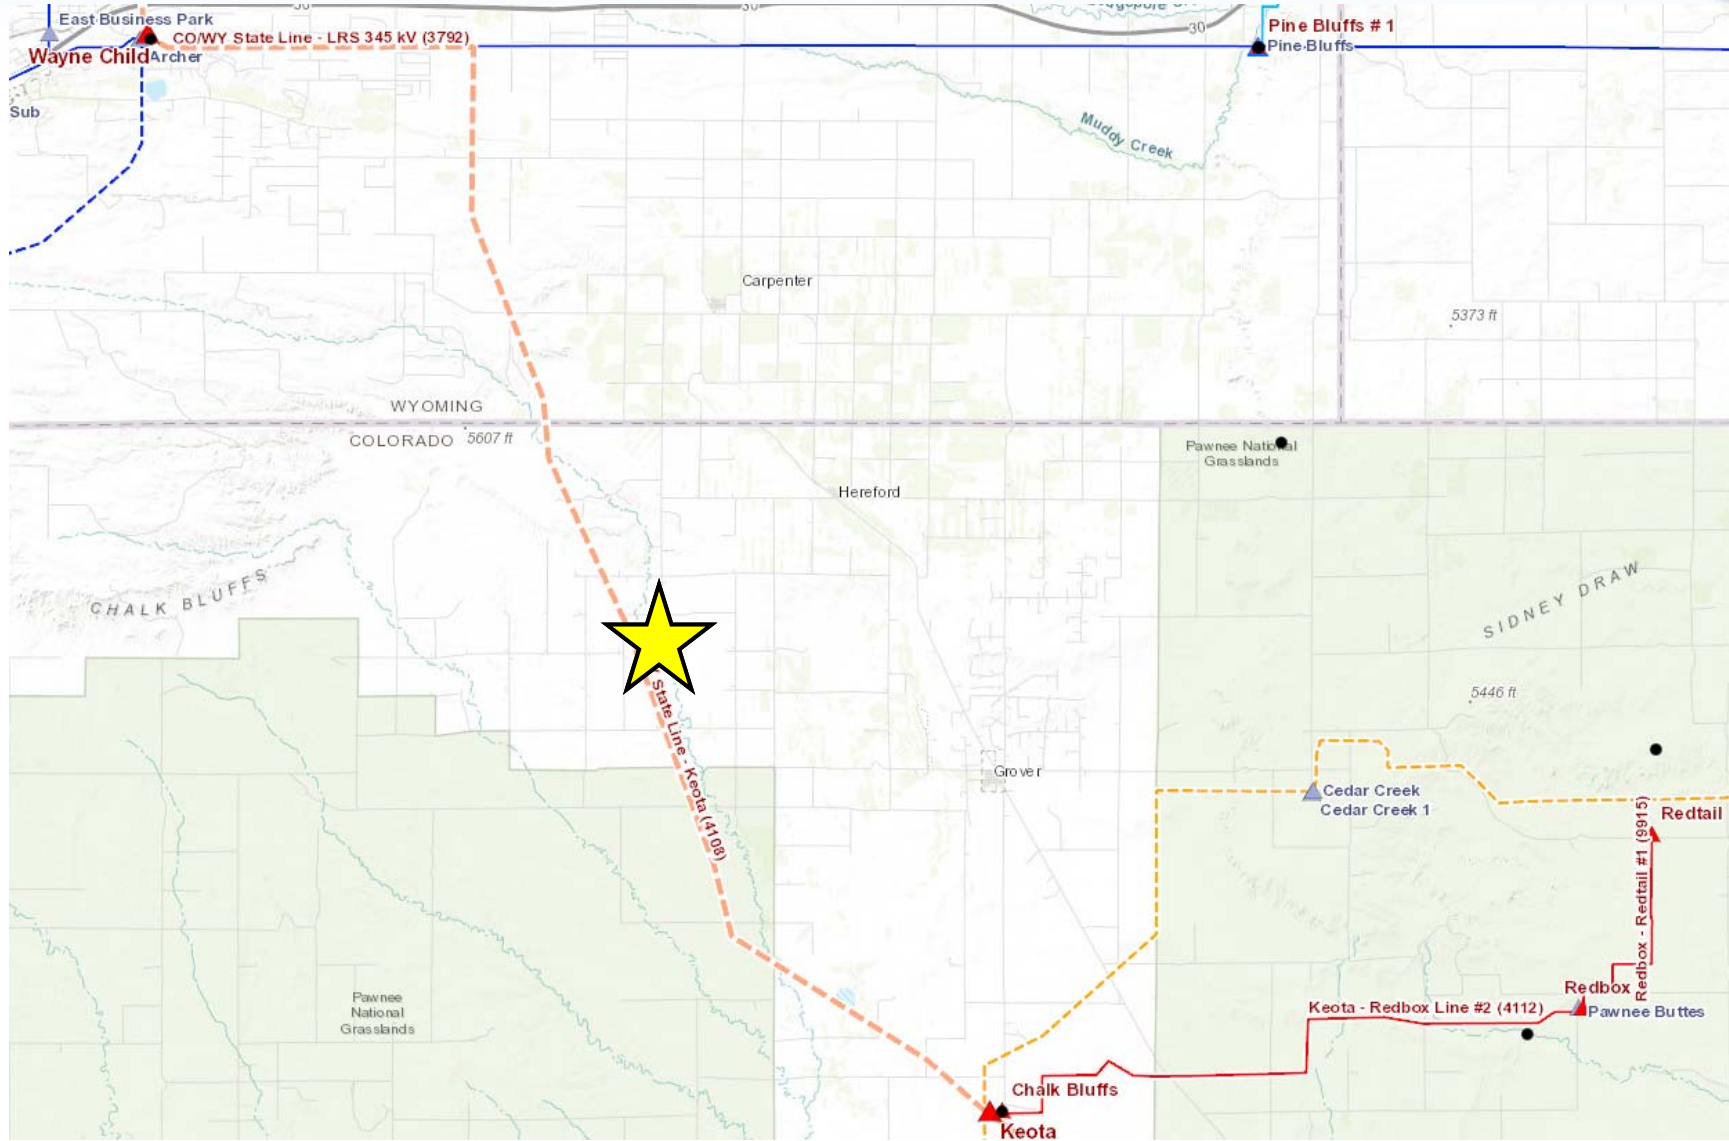 30
30
30
East Business Park
Wayne Child
Archer
CO/WY State Line - LRS 345 kV (3792)
Pine Bluffs # 1
Pine Bluffs
Sub
Muddy Creek
Carpenter
5373 ft
WYOMING
COLORADO
5607 ft
Pawnee National
Grasslands
Hereford
CHALK BLUFFS
SIDNEY DRAW
State Line - Keota (4108)
5446 ft
Grover
Cedar Creek
Cedar Creek 1
Redtail
Redbox - Redtail #1 (9915)
Pawnee
National
Grasslands
Redbox
Pawnee Buttes
Keota - Redbox Line #2 (4112)
Chalk Bluffs
Keota